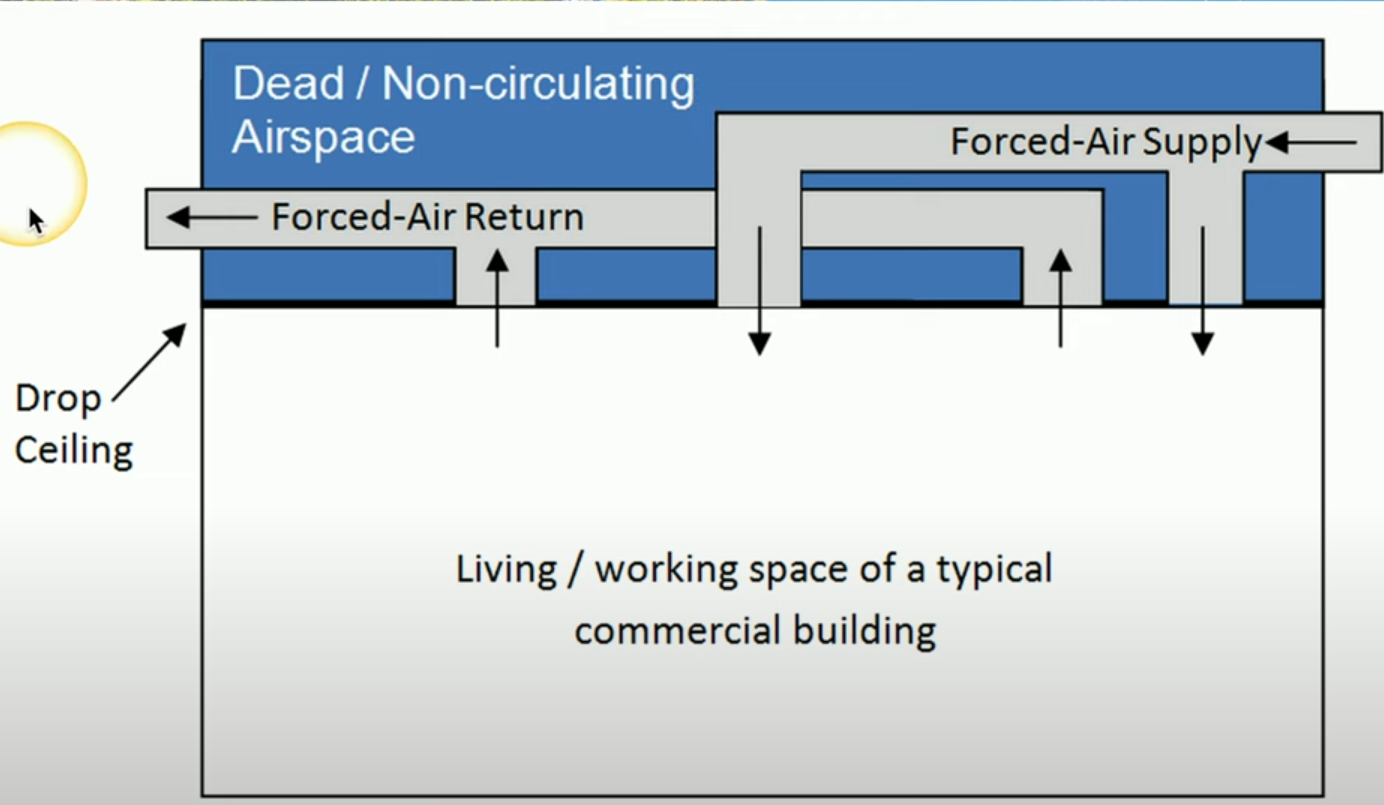 Dead / Non-circulating
Airspace
Forced-Air Supply
Forced-Air Return
Drop
Ceiling
Living / working space of a typical
commercial building